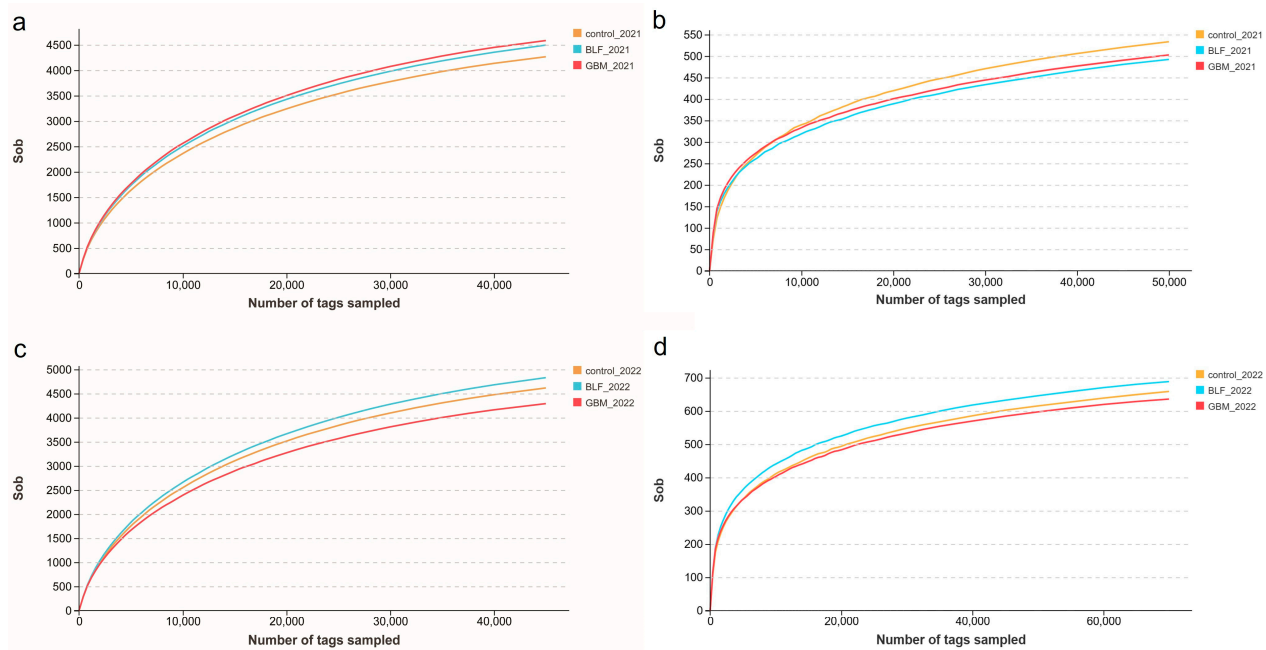 a
control_2021
BLF_2021
GBM_2021
4500
4000
3500
3000
2500
2000
1500
1000
500
0
Sob
0 10,000 20,000 30,000 40,000
Number of tags sampled
b
control_2021
BLF_2021
GBM_2021
550
500
450
400
350
300
250
200
150
100
50
0
Sob
0 10,000 20,000 30,000 40,000 50,000
Number of tags sampled
c
control_2022
BLF_2022
GBM_2022
5000
4500
4000
3500
3000
2500
2000
1500
1000
500
0
Sob
0 10,000 20,000 30,000 40,000
Number of tags sampled
d
control_2022
BLF_2022
GBM_2022
700
600
500
400
300
200
100
0
Sob
0 20,000 40,000 60,000
Number of tags sampled